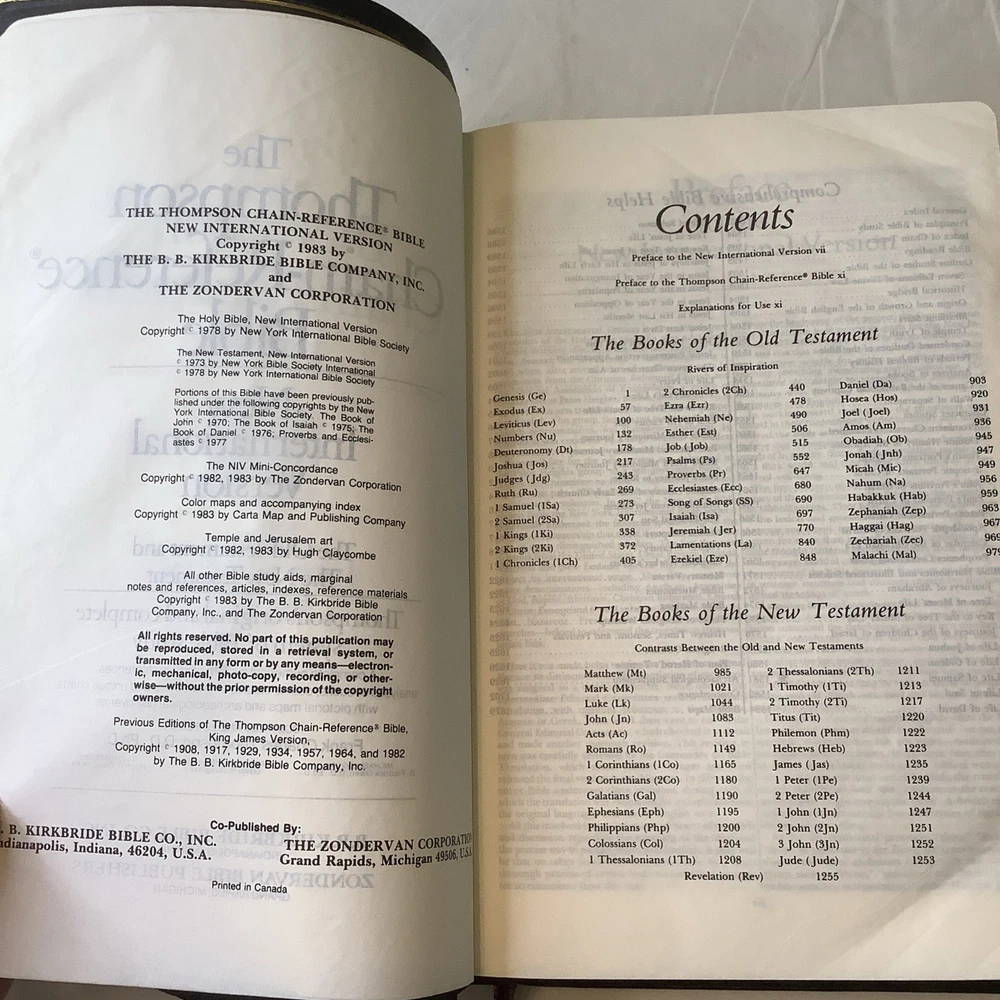 THE THOMPSON CHAIN-REFERENCE® BIBLE
NEW INTERNATIONAL VERSION
Copyright © 1983 by
THE B. B. KIRKBRIDE BIBLE COMPANY, INC.
and
THE ZONDERVAN CORPORATION
The Holy Bible, New International Version
Copyright © 1978 by New York International Bible Society
The New Testament, New International Version
© 1973 by New York Bible Society International
© 1978 by New York International Bible Society
Portions of this Bible have been previously pub-
lished under the following copyrights by the New
York International Bible Society. The Book of
John © 1970; The Book of Isaiah © 1975; The
Book of Daniel © 1976; Proverbs and Ecclesi-
astes © 1977
The NIV Mini-Concordance
Copyright © 1982, 1983 by The Zondervan Corporation
Color maps and accompanying index
Copyright © 1983 by Carta Map and Publishing Company
Temple and Jerusalem art
Copyright © 1982, 1983 by Hugh Claycombe
All other Bible study aids, marginal
notes and references, articles, indexes, reference materials
Copyright © 1983 by The B. B. Kirkbride Bible
Company, Inc., and The Zondervan Corporation
All rights reserved. No part of this publication may
be reproduced, stored in a retrieval system, or
transmitted in any form or by any means—electron-
ic, mechanical, photo-copy, recording, or other-
wise—without the prior permission of the copyright
owners.
Previous Editions of The Thompson Chain-Reference® Bible,
King James Version,
Copyright © 1908, 1917, 1929, 1934, 1957, 1964, and 1982
by The B. B. Kirkbride Bible Company, Inc.
Co-Published By:
. B. KIRKBRIDE BIBLE CO., INC.
ndianapolis, Indiana, 46204, U.S.A.
THE ZONDERVAN CORPORATION
Grand Rapids, Michigan 49506, U.S.A.
Printed in Canada
Contents
Preface to the New International Version vii
Preface to the Thompson Chain-Reference® Bible xi
Explanations for Use xi
The Books of the Old Testament
Rivers of Inspiration
Genesis (Ge) 1
Exodus (Ex) 57
Leviticus (Lev) 100
Numbers (Nu) 132
Deuteronomy (Dt) 178
Joshua (Jos) 217
Judges (Jdg) 243
Ruth (Ru) 269
1 Samuel (1Sa) 273
2 Samuel (2Sa) 307
1 Kings (1Ki) 338
2 Kings (2Ki) 372
1 Chronicles (1Ch) 405
2 Chronicles (2Ch) 440
Ezra (Ezr) 478
Nehemiah (Ne) 490
Esther (Est) 506
Job (Job) 515
Psalms (Ps) 552
Proverbs (Pr) 647
Ecclesiastes (Ecc) 680
Song of Songs (SS) 690
Isaiah (Isa) 697
Jeremiah (Jer) 770
Lamentations (La) 840
Ezekiel (Eze) 848
Daniel (Da) 903
Hosea (Hos) 920
Joel (Joel) 931
Amos (Am) 936
Obadiah (Ob) 945
Jonah (Jnh) 947
Micah (Mic) 949
Nahum (Na) 956
Habakkuk (Hab) 959
Zephaniah (Zep) 963
Haggai (Hag) 967
Zechariah (Zec) 969
Malachi (Mal) 979
The Books of the New Testament
Contrasts Between the Old and New Testaments
Matthew (Mt) 985
Mark (Mk) 1021
Luke (Lk) 1044
John (Jn) 1083
Acts (Ac) 1112
Romans (Ro) 1149
1 Corinthians (1Co) 1165
2 Corinthians (2Co) 1180
Galatians (Gal) 1190
Ephesians (Eph) 1195
Philippians (Php) 1200
Colossians (Col) 1204
1 Thessalonians (1Th) 1208
2 Thessalonians (2Th) 1211
1 Timothy (1Ti) 1213
2 Timothy (2Ti) 1217
Titus (Tit) 1220
Philemon (Phm) 1222
Hebrews (Heb) 1223
James (Jas) 1235
1 Peter (1Pe) 1239
2 Peter (2Pe) 1244
1 John (1Jn) 1247
2 John (2Jn) 1251
3 John (3Jn) 1252
Jude (Jude) 1253
Revelation (Rev) 1255